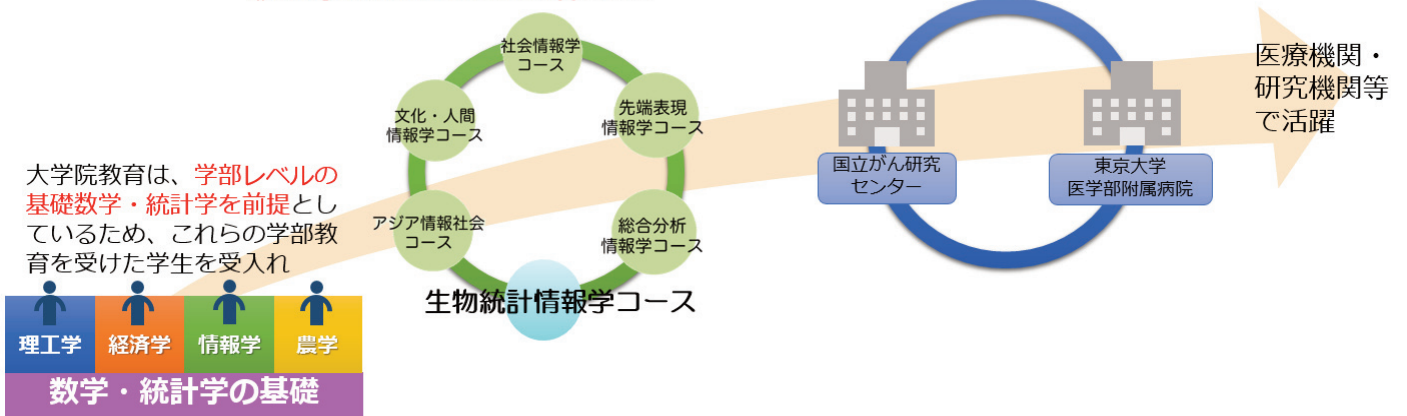 社会情報学
コース
文化・人間
情報学コース
先端表現
情報学コース
アジア情報社会
コース
総合分析
情報学コース
生物統計情報学コース
大学院教育は、学部レベルの
基礎数学・統計学を前提とし
ているため、これらの学部教
育を受けた学生を受入れ
理工学
経済学
情報学
農学
数学・統計学の基礎
国立がん研究
センター
東京大学
医学部附属病院
医療機関・
研究機関等
で活躍